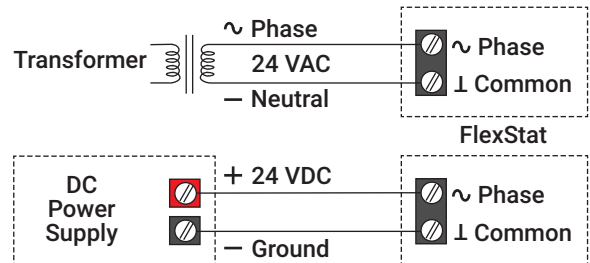 Transformer
∿ Phase
24 VAC
− Neutral
∿ Phase
⊥ Common
FlexStat
DC
Power
Supply
+ 24 VDC
− Ground
∿ Phase
⊥ Common